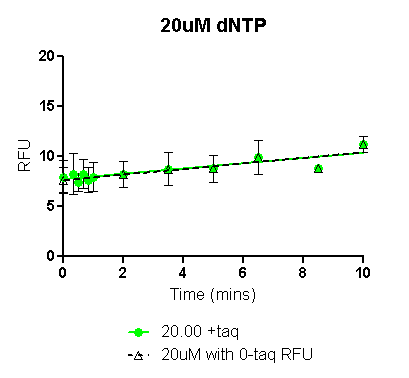 20uM dNTP
20
15
RFU
10
5
0
0 2 4 6 8 10
Time (mins)
20.00 +taq
20uM with 0-taq RFU